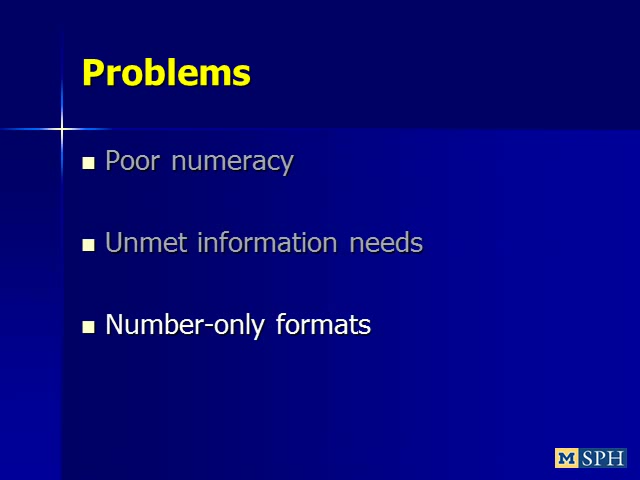 Problems
Poor numeracy
Unmet information needs
Number-only formats
M SPH